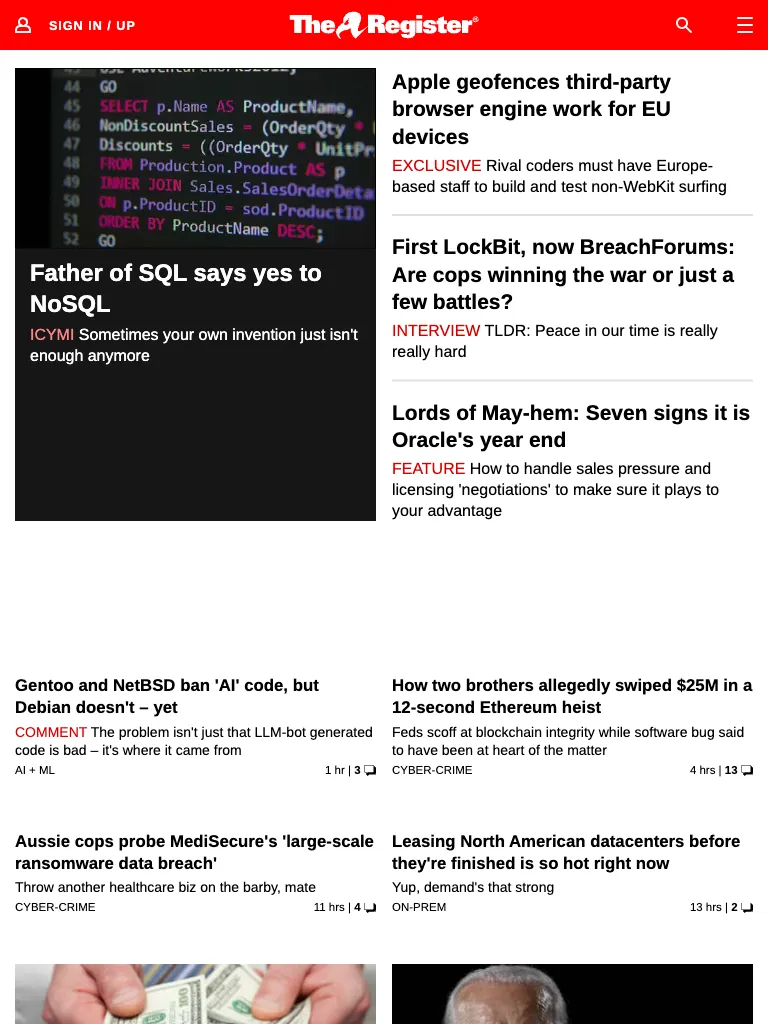 SIGN IN / UP
The Register®
44 GO
45 SELECT p.Name AS ProductName,
46 NonDiscountSales = (OrderQty *
47 Discounts = ((OrderQty * UnitPr
48 FROM Production.Product AS p
49 INNER JOIN Sales.SalesOrderDeta
50 ON p.ProductID = sod.ProductID
51 ORDER BY ProductName DESC;
52 GO
Father of SQL says yes to
NoSQL
ICYMI Sometimes your own invention just isn't
enough anymore
Apple geofences third-party
browser engine work for EU
devices
EXCLUSIVE Rival coders must have Europe-
based staff to build and test non-WebKit surfing
First LockBit, now BreachForums:
Are cops winning the war or just a
few battles?
INTERVIEW TLDR: Peace in our time is really
really hard
Lords of May-hem: Seven signs it is
Oracle's year end
FEATURE How to handle sales pressure and
licensing 'negotiations' to make sure it plays to
your advantage
Gentoo and NetBSD ban 'AI' code, but
Debian doesn't – yet
COMMENT The problem isn't just that LLM-bot generated
code is bad – it's where it came from
AI + ML 1 hr | 3
How two brothers allegedly swiped $25M in a
12-second Ethereum heist
Feds scoff at blockchain integrity while software bug said
to have been at heart of the matter
CYBER-CRIME 4 hrs | 13
Aussie cops probe MediSecure's 'large-scale
ransomware data breach'
Throw another healthcare biz on the barby, mate
CYBER-CRIME 11 hrs | 4
Leasing North American datacenters before
they're finished is so hot right now
Yup, demand's that strong
ON-PREM 13 hrs | 2